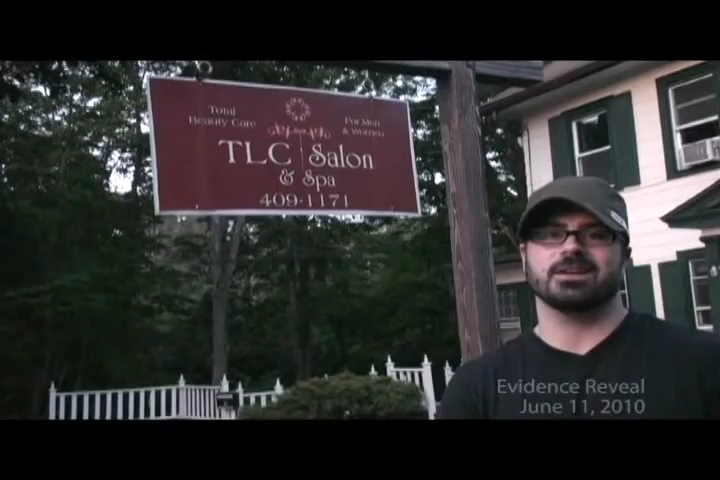 Total
Beauty Care
For Men
& Women
TLC Salon
& Spa
409-1171
Evidence Reveal
June 11, 2010